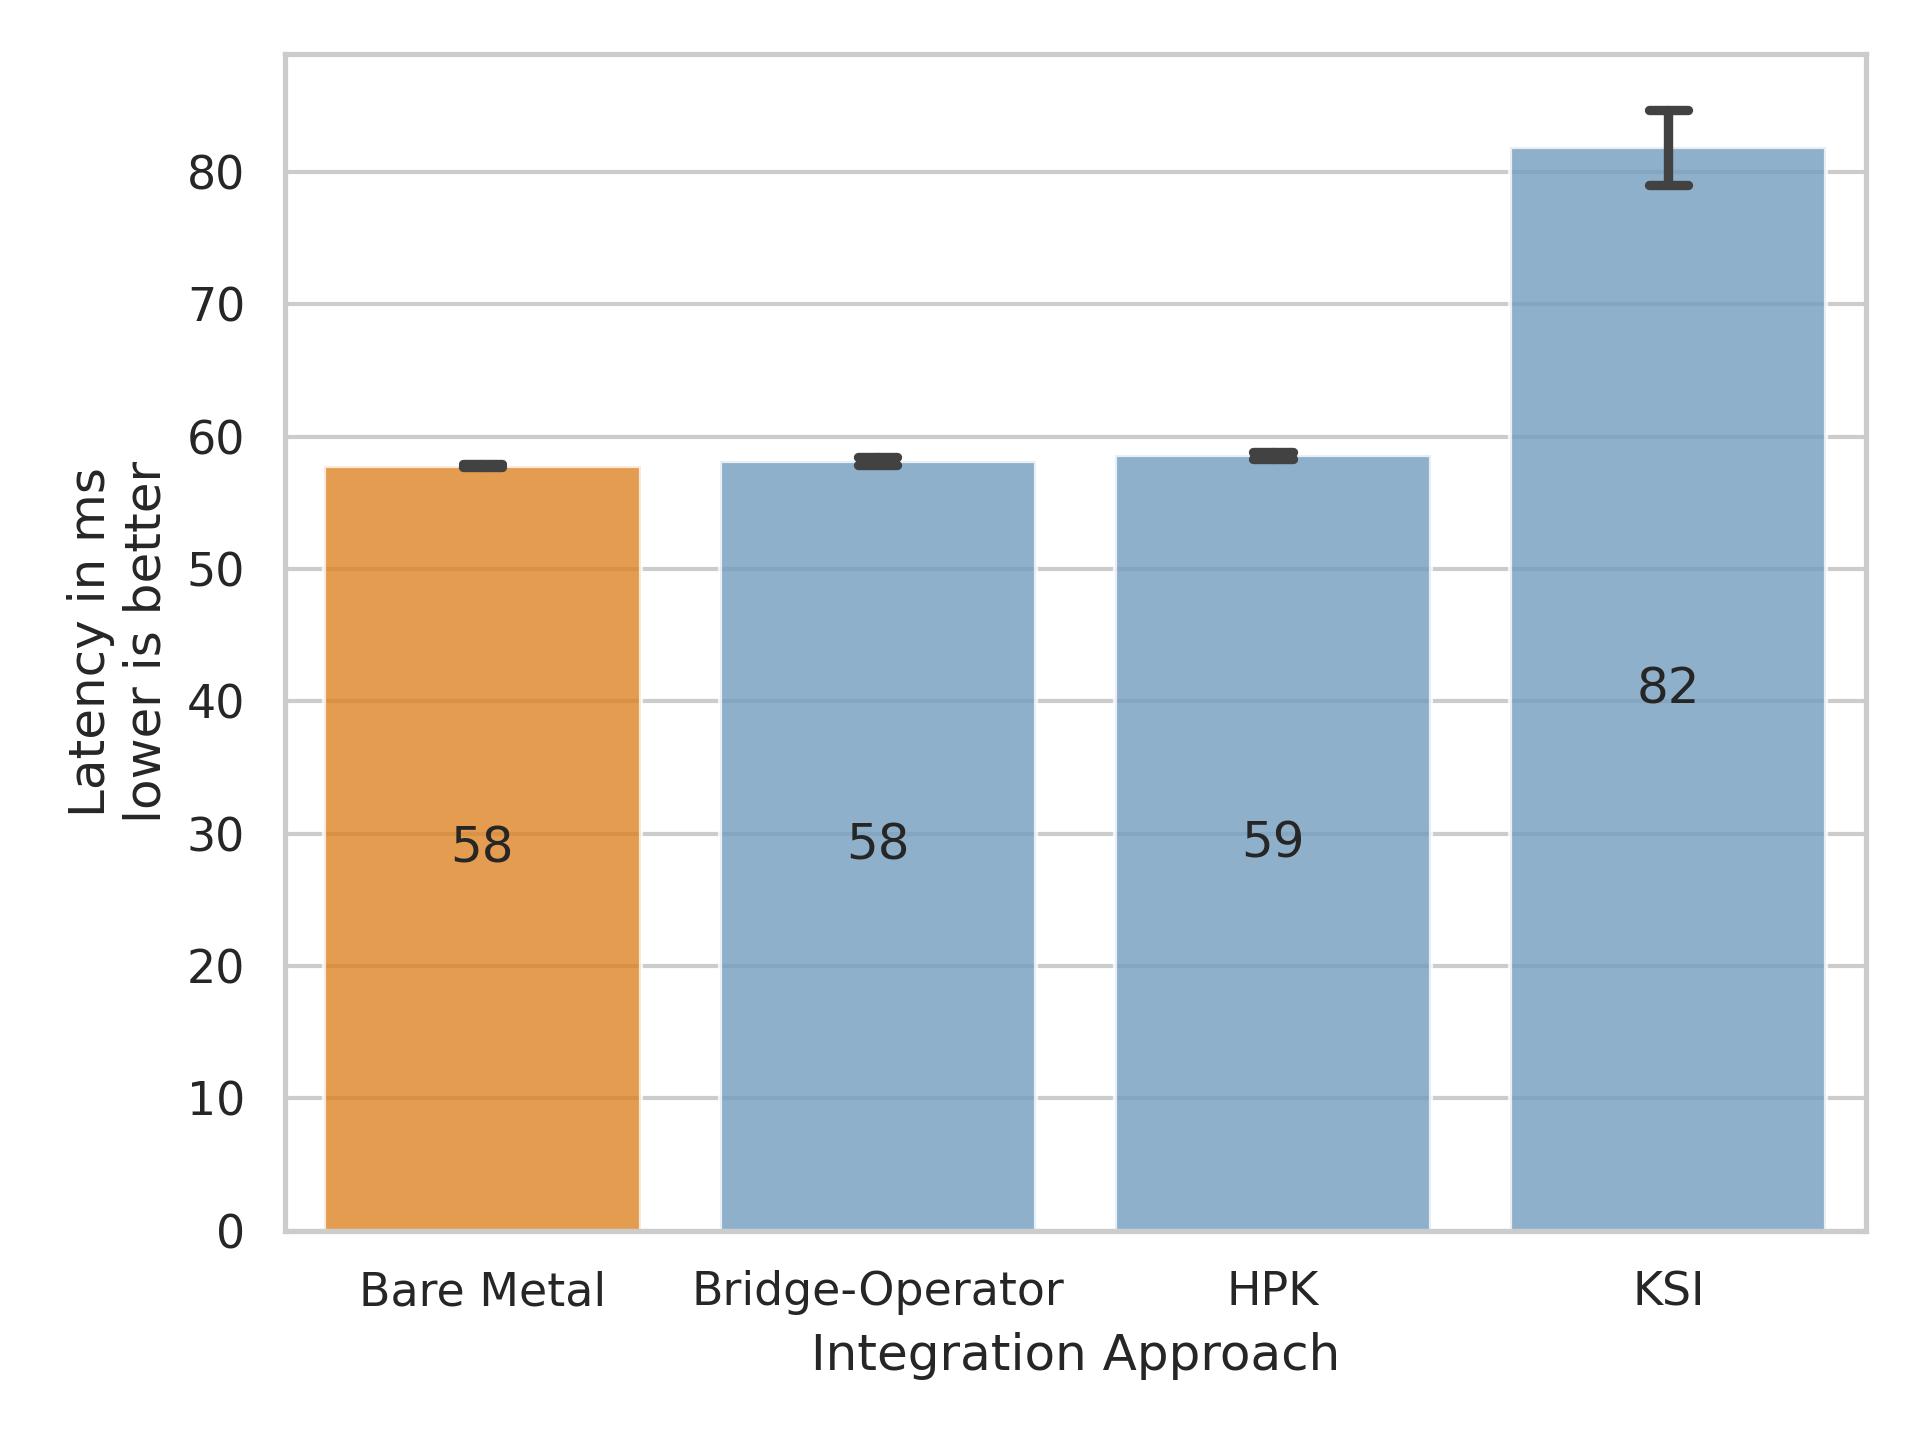 Latency in ms
lower is better
80
70
60
50
40
30
20
10
0
58
58
59
82
Bare Metal
Bridge-Operator
HPK
KSI
Integration Approach